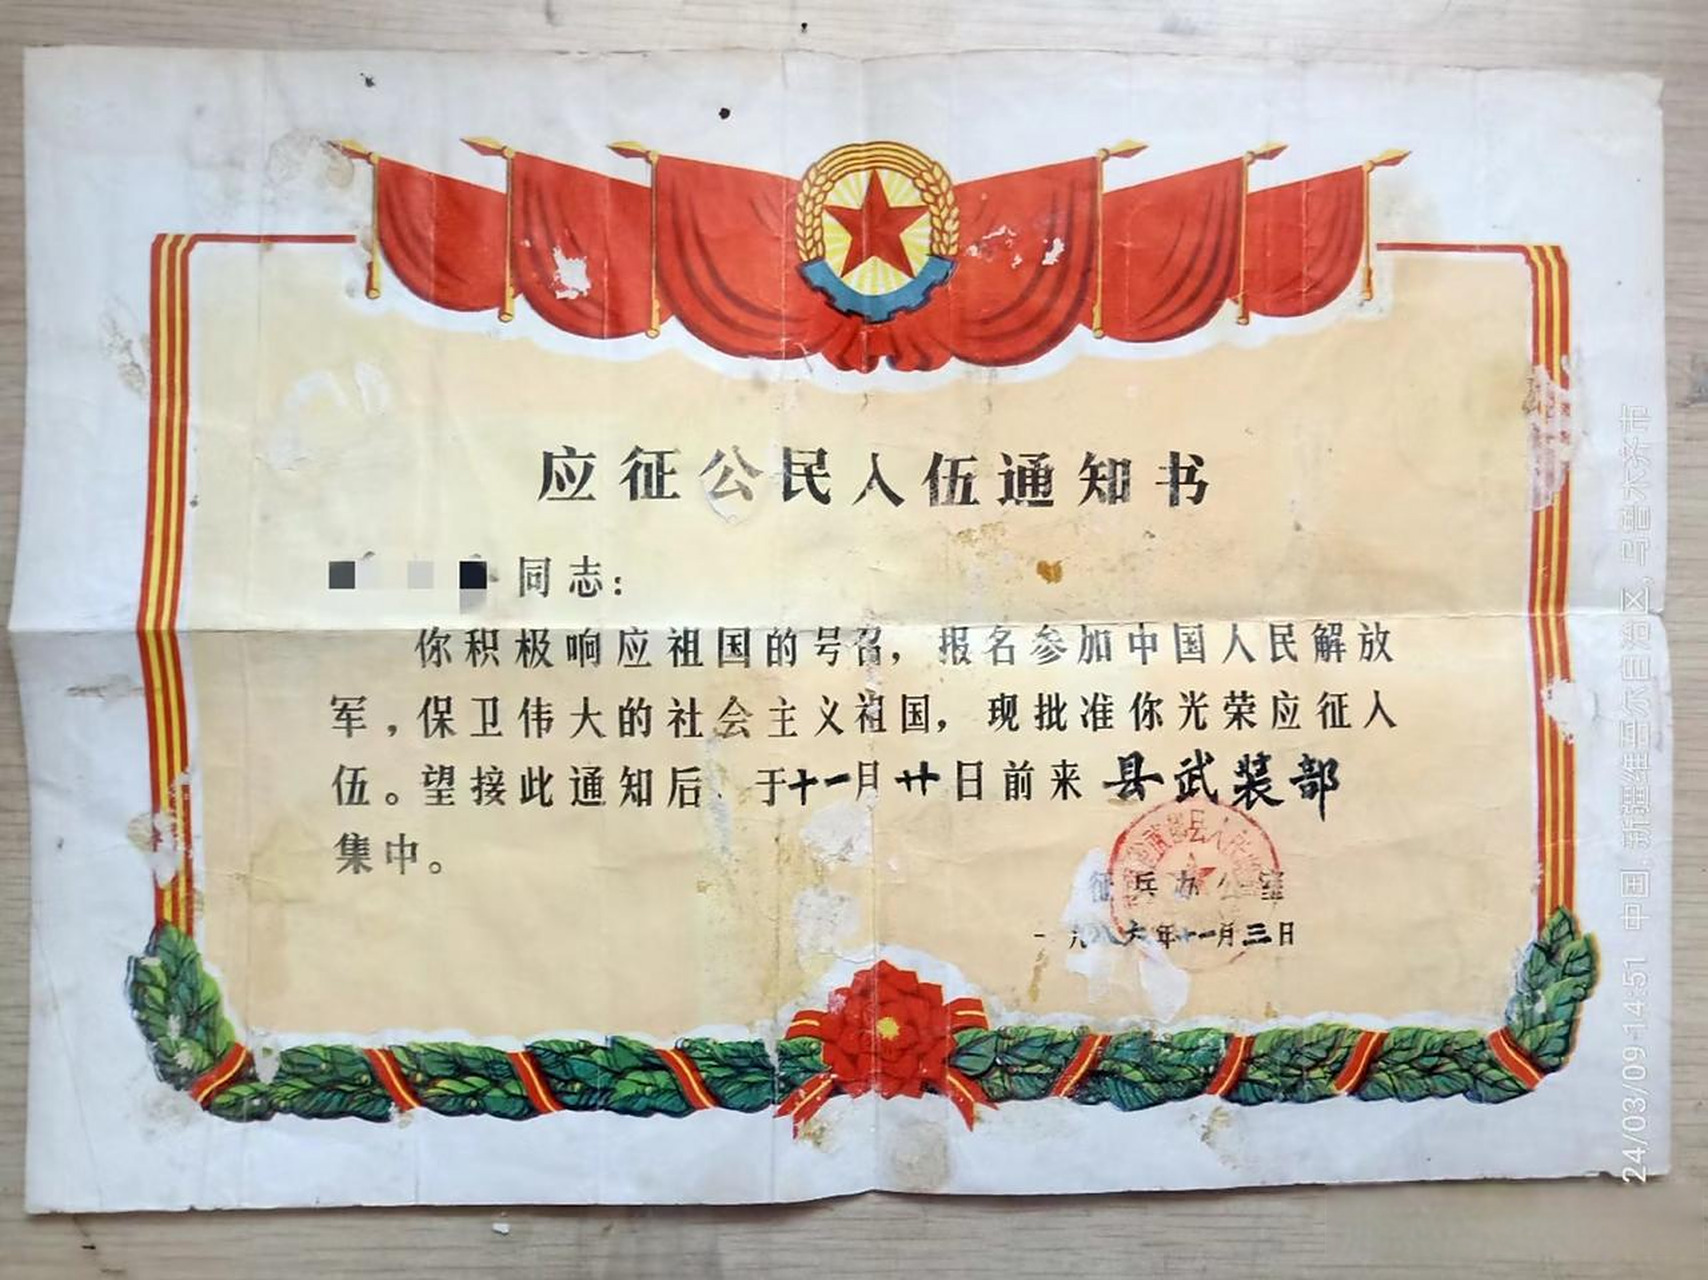 应征公民入伍通知书
同志:
你积极响应祖国的号召，报名参加中国人民解放
军，保卫伟大的社会主义祖国，现批准你光荣应征入
伍。望接此通知后 于十一月廿日前来 县武装部
集中。
征兵办公室
一九八六年十一月三日
24/03/09 14:51 中国, 新疆维吾尔自治区, 乌鲁木齐市